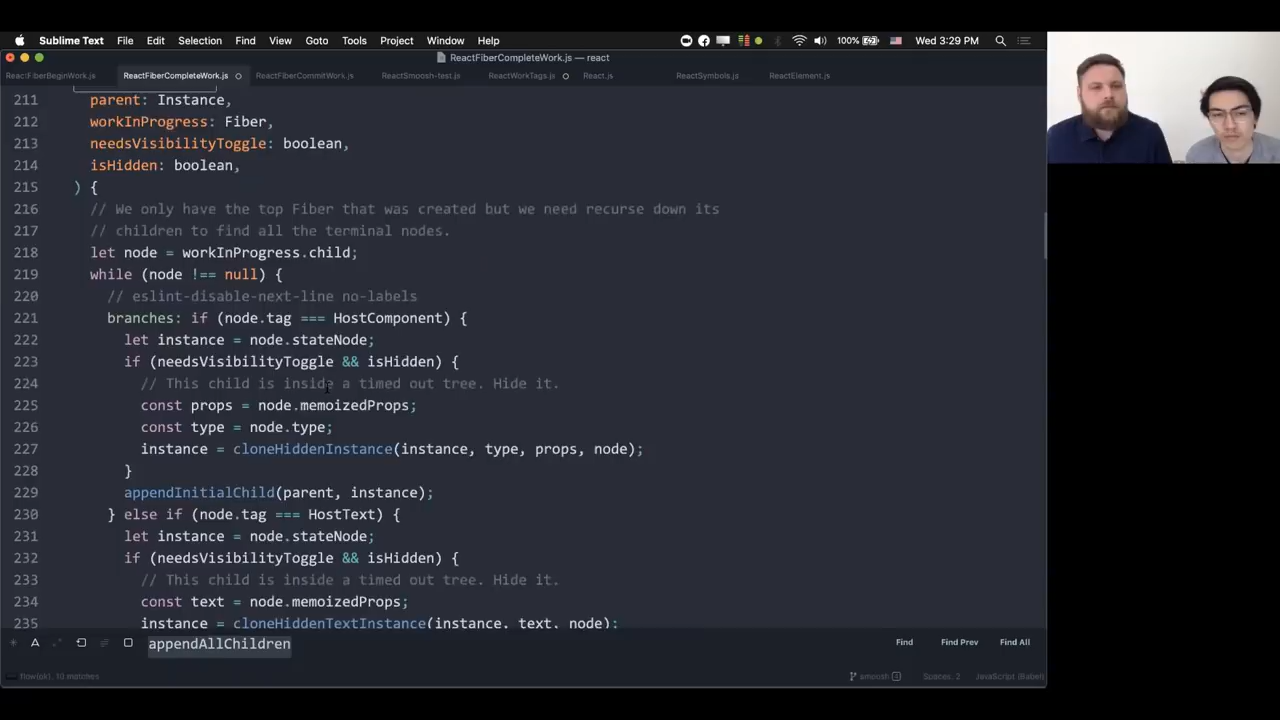 Sublime Text File Edit Selection Find View Goto Tools Project Window Help 100% Wed 3:29 PM
ReactFiberCompleteWork.js — react
ReactFiberBeginWork.js ReactFiberCompleteWork.js ReactFiberCommitWork.js ReactSmoosh-test.js ReactWorkTags.js React.js ReactSymbols.js ReactElement.js
211 parent: Instance,
212 workInProgress: Fiber,
213 needsVisibilityToggle: boolean,
214 isHidden: boolean,
215 ) {
216 // We only have the top Fiber that was created but we need recurse down its
217 // children to find all the terminal nodes.
218 let node = workInProgress.child;
219 while (node !== null) {
220 // eslint-disable-next-line no-labels
221 branches: if (node.tag === HostComponent) {
222 let instance = node.stateNode;
223 if (needsVisibilityToggle && isHidden) {
224 // This child is inside a timed out tree. Hide it.
225 const props = node.memoizedProps;
226 const type = node.type;
227 instance = cloneHiddenInstance(instance, type, props, node);
228 }
229 appendInitialChild(parent, instance);
230 } else if (node.tag === HostText) {
231 let instance = node.stateNode;
232 if (needsVisibilityToggle && isHidden) {
233 // This child is inside a timed out tree. Hide it.
234 const text = node.memoizedProps;
235 instance = cloneHiddenTextInstance(instance, text, node);
appendAllChildren Find Find Prev Find All
flow(ok), 10 matches smoosh Spaces: 2 JavaScript (Babel)